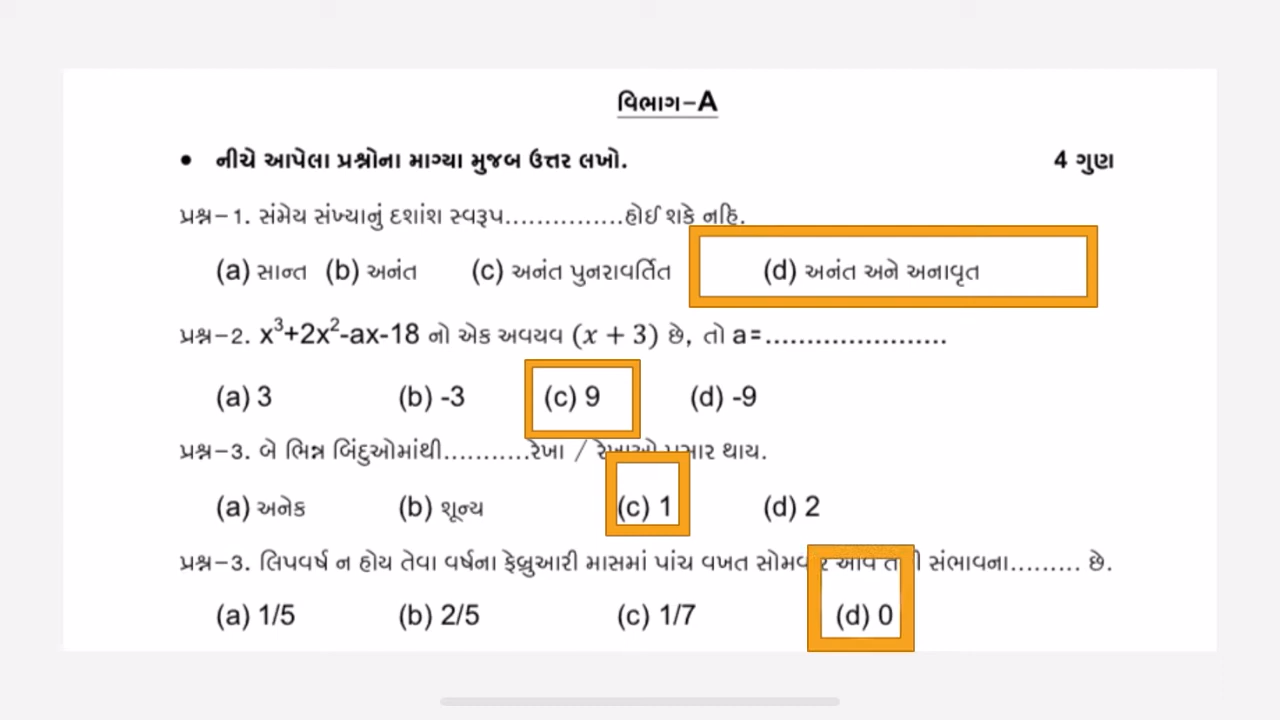 વિભાગ-A
• નીચે આપેલા પ્રશ્નોના માગ્યા મુજબ ઉત્તર લખો. 4 ગુણ
પ્રશ્ન-1. સંમેય સંખ્યાનું દશાંશ સ્વરૂપ...............હોઈ શકે નહિ.
(a) સાન્ત (b) અનંત (c) અનંત પુનરાવર્તિત (d) અનંત અને અનાવૃત
પ્રશ્ન-2. x³+2x²-ax-18 નો એક અવયવ (x + 3) છે, તો a=......................
(a) 3 (b) -3 (c) 9 (d) -9
પ્રશ્ન-3. બે ભિન્ન બિંદુઓમાંથી...........રેખા / થાય.
(a) અનેક (b) શૂન્ય (c) 1 (d) 2
પ્રશ્ન-3. લિપવર્ષ ન હોય તેવા વર્ષના ફેબ્રુઆરી માસમાં પાંચ વખત સંભાવના......... છે.
(a) 1/5 (b) 2/5 (c) 1/7 (d) 0